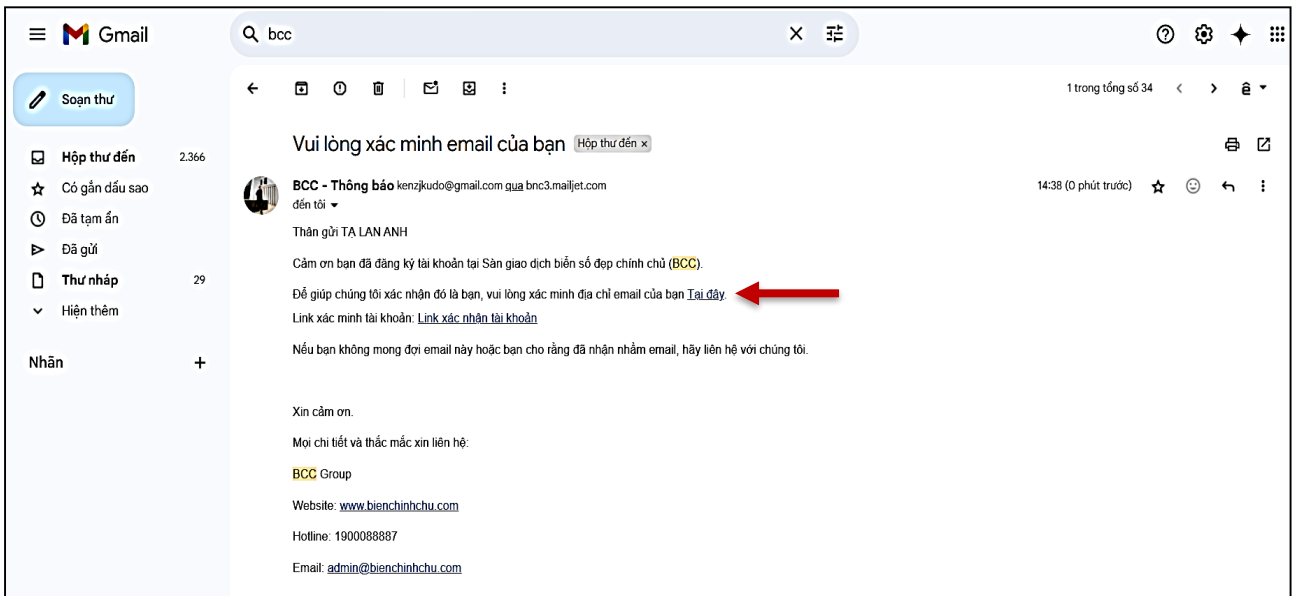 Gmail
bcc
Soạn thư
1 trong tổng số 34
Vui lòng xác minh email của bạn Hộp thư đến ×
Hộp thư đến 2.366
BCC - Thông báo kenzjkudo@gmail.com qua bnc3.mailjet.com 14:38 (0 phút trước)
Có gắn dấu sao
đến tôi
Đã tạm ẩn
Thân gửi TẠ LAN ANH
Đã gửi
Cảm ơn bạn đã đăng ký tài khoản tại Sàn giao dịch biển số đẹp chính chủ (BCC).
Thư nháp 29
Để giúp chúng tôi xác nhận đó là bạn, vui lòng xác minh địa chỉ email của bạn Tại đây.
Hiện thêm
Link xác minh tài khoản: Link xác nhận tài khoản
Nếu bạn không mong đợi email này hoặc bạn cho rằng đã nhận nhầm email, hãy liên hệ với chúng tôi.
Nhãn
Xin cảm ơn.
Mọi chi tiết và thắc mắc xin liên hệ:
BCC Group
Website: www.bienchinhchu.com
Hotline: 1900088887
Email: admin@bienchinhchu.com